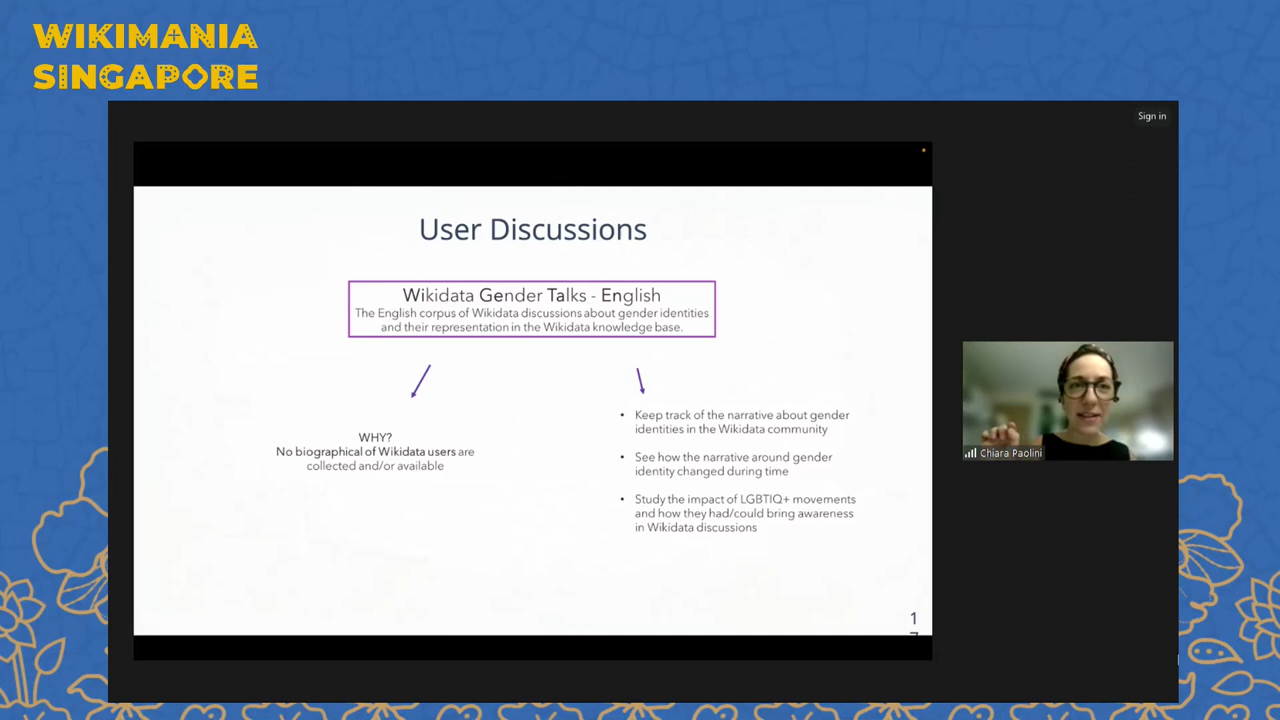 WIKIMANIA
SINGAPORE
Sign in
User Discussions
Wikidata Gender Talks - English
The English corpus of Wikidata discussions about gender identities
and their representation in the Wikidata knowledge base.
WHY?
No biographical of Wikidata users are
collected and/or available
• Keep track of the narrative about gender
identities in the Wikidata community
• See how the narrative around gender
identity changed during time
• Study the impact of LGBTIQ+ movements
and how they had/could bring awareness
in Wikidata discussions
1
Chiara Paolini